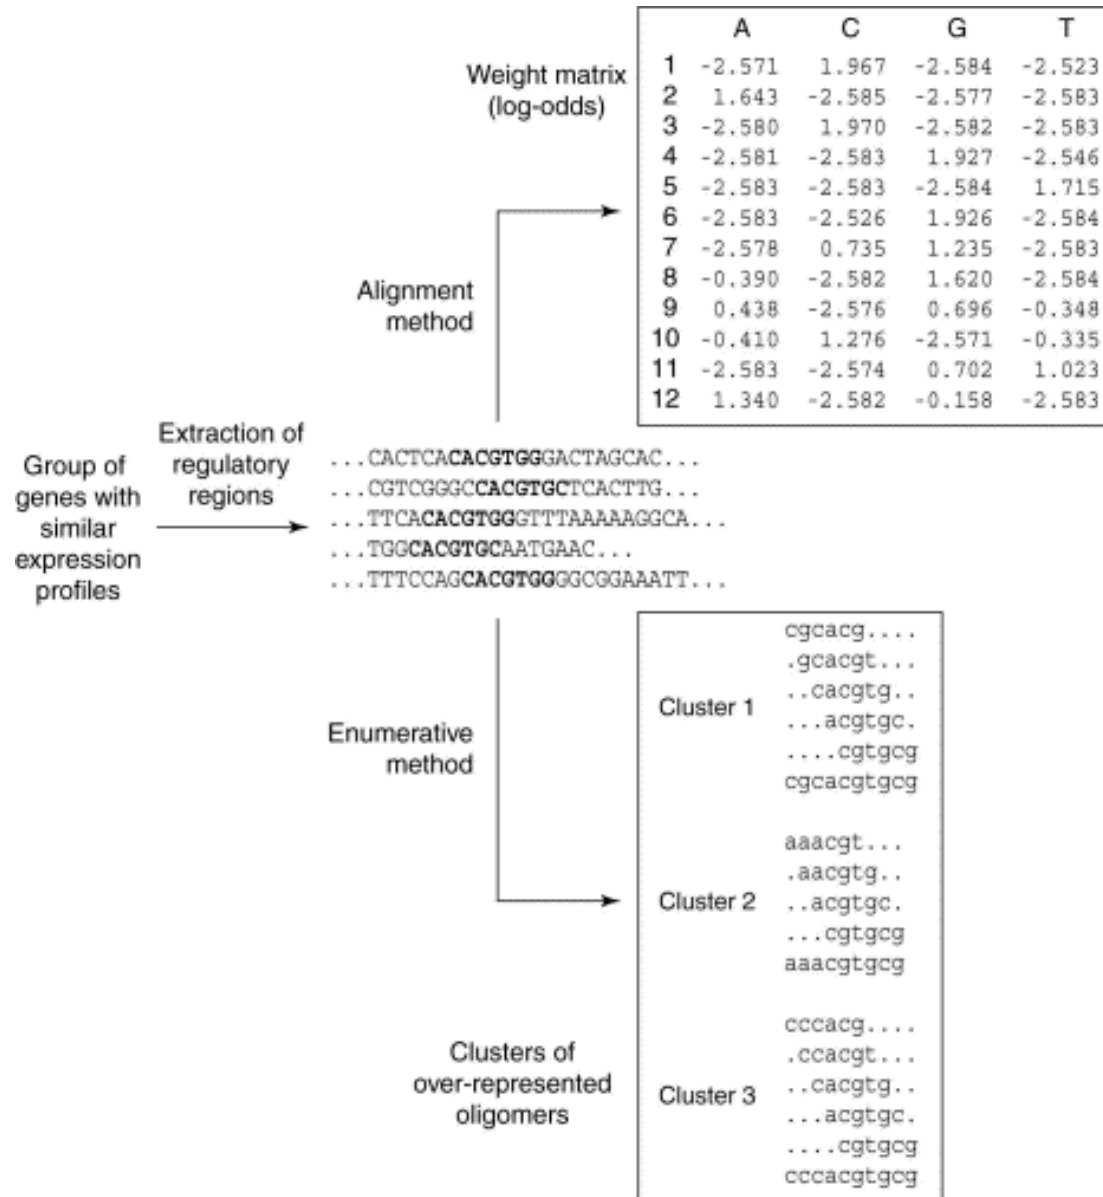 A C G T
Weight matrix
(log-odds)
1 -2.571 1.967 -2.584 -2.523
2 1.643 -2.585 -2.577 -2.583
3 -2.580 1.970 -2.582 -2.583
4 -2.581 -2.583 1.927 -2.546
5 -2.583 -2.583 -2.584 1.715
6 -2.583 -2.526 1.926 -2.584
7 -2.578 0.735 1.235 -2.583
8 -0.390 -2.582 1.620 -2.584
9 0.438 -2.576 0.696 -0.348
10 -0.410 1.276 -2.571 -0.335
11 -2.583 -2.574 0.702 1.023
12 1.340 -2.582 -0.158 -2.583
Alignment
method
Group of
genes with
similar
expression
profiles
Extraction of
regulatory
regions
...CACTCACACGTGGGACTAGCAC...
...CGTCGGGCCACGTGCTCACTTG...
...TTCACACGTGGGTTTAAAAAGGCA...
...TGGCACGTGCAATGAAC...
...TTTCCAGCACGTGGGGCGGAAATT...
Enumerative
method
Cluster 1
cgcacg....
.gcacgt...
..cacgtg..
...acgtgc.
....cgtgcg
cgcacgtgcg
Cluster 2
aaacgt...
.aacgtg..
..acgtgc.
...cgtgcg
aaacgtgcg
Clusters of
over-represented
oligomers
Cluster 3
cccacg....
.ccacgt...
..cacgtg..
...acgtgc.
....cgtgcg
cccacgtgcg